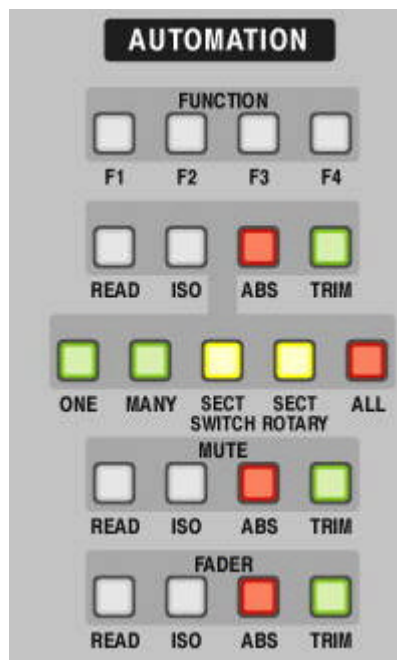 AUTOMATION
FUNCTION
F1 F2 F3 F4
READ ISO ABS TRIM
ONE MANY SECT SECT ALL
SWITCH ROTARY
MUTE
READ ISO ABS TRIM
FADER
READ ISO ABS TRIM